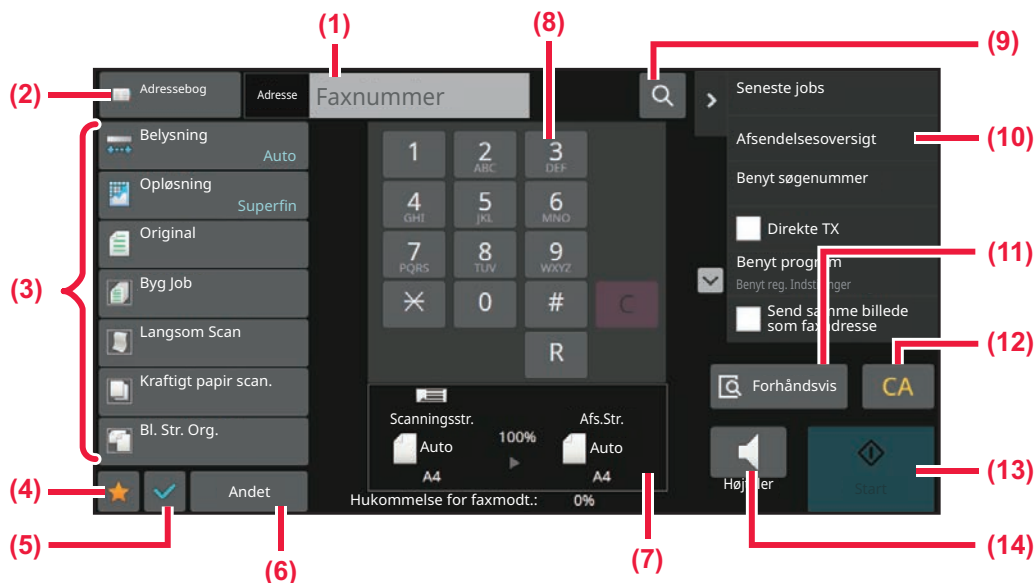 (1)
(8)
(9)
(2)
Adressebog
Adresse
Faxnummer
Seneste jobs
(3)
Belysning
Auto
Opløsning
Superfin
Original
Byg Job
Langsom Scan
Kraftigt papir scan.
Bl. Str. Org.
1
2
ABC
3
DEF
4
GHI
5
JKL
6
MNO
7
PQRS
8
TUV
9
WXYZ
0
#
C
R
Afsendelsesoversigt
(10)
Benyt søgenummer
Direkte TX
Benyt program
Benyt reg. Indstillinger
(11)
Send samme billede
som faxadresse
(12)
Forhåndsvis
CA
Scanningsstr.
Afs.Str.
Auto
100%
Auto
A4
A4
Hukommelse for faxmodt.:
0%
Højttaler
Start
(13)
(4)
Andet
(5)
(6)
(7)
(14)